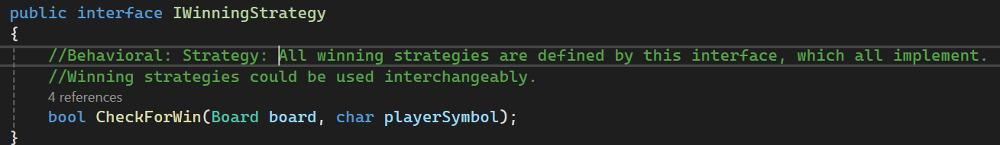 public interface IWinningStrategy
{
//Behavioral: Strategy: All winning strategies are defined by this interface, which all implement.
//Winning strategies could be used interchangeably.
4 references
bool CheckForWin(Board board, char playerSymbol);
}